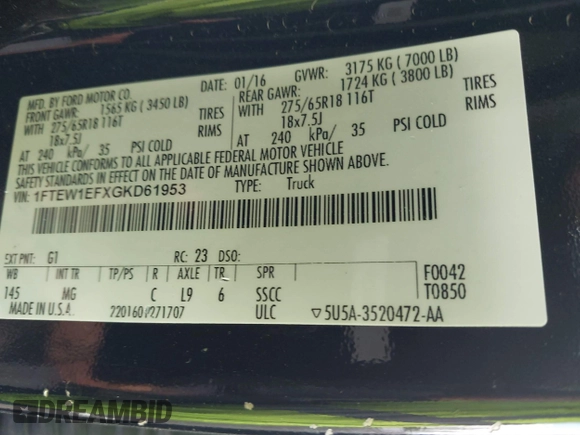 MFD. BY FORD MOTOR CO.
DATE: 01/16 GVWR: 3175 KG ( 7000 LB)
FRONT GAWR: 1565 KG ( 3450 LB)
REAR GAWR: 1724 KG ( 3800 LB)
WITH 275/65R18 116T TIRES
WITH 275/65R18 116T TIRES
18x7.5J RIMS
18x7.5J RIMS
AT 240 kPa/ 35 PSI COLD
AT 240 kPa/ 35 PSI COLD
THIS VEHICLE CONFORMS TO ALL APPLICABLE FEDERAL MOTOR VEHICLE
SAFETY STANDARDS IN EFFECT ON THE DATE OF MANUFACTURE SHOWN ABOVE.
VIN: 1FTEW1EFXGKD61953 TYPE: Truck
EXT PNT: G1 RC: 23 DSO:
WB INT TR TP/PS R AXLE TR SPR F0042
145 MG C L9 6 SSCC T0850
MADE IN U.S.A. ULC ▽5U5A-3520472-AA
DREAMBID